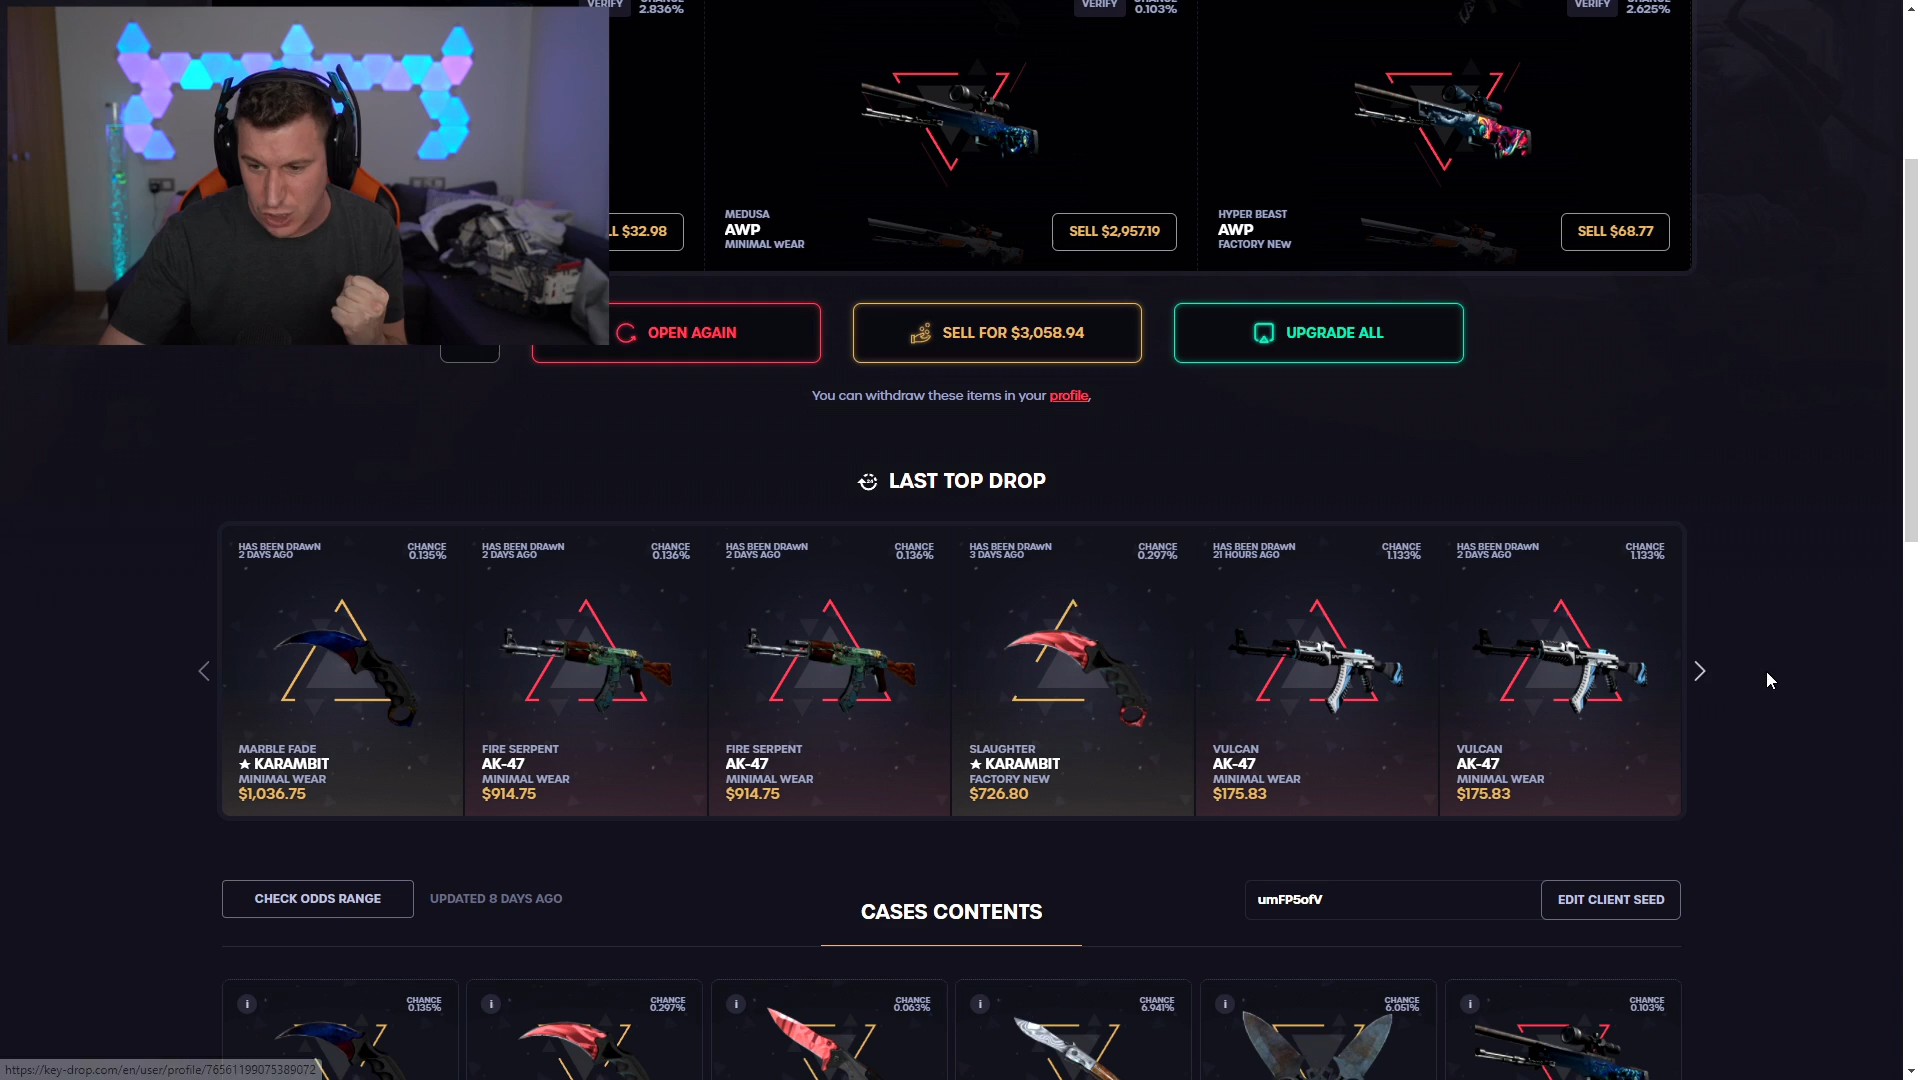 VERIFY
2.836%
VERIFY
CHANCE
0.103%
VERIFY
CHANCE
2.625%
LL $32.98
MEDUSA
AWP
MINIMAL WEAR
SELL $2,957.19
HYPER BEAST
AWP
FACTORY NEW
SELL $68.77
OPEN AGAIN
SELL FOR $3,058.94
UPGRADE ALL
You can withdraw these items in your profile.
LAST TOP DROP
HAS BEEN DRAWN
2 DAYS AGO
CHANCE
0.135%
MARBLE FADE
★ KARAMBIT
MINIMAL WEAR
$1,036.75
HAS BEEN DRAWN
2 DAYS AGO
CHANCE
0.136%
FIRE SERPENT
AK-47
MINIMAL WEAR
$914.75
HAS BEEN DRAWN
2 DAYS AGO
CHANCE
0.136%
FIRE SERPENT
AK-47
MINIMAL WEAR
$914.75
HAS BEEN DRAWN
3 DAYS AGO
CHANCE
0.297%
SLAUGHTER
★ KARAMBIT
FACTORY NEW
$726.80
HAS BEEN DRAWN
21 HOURS AGO
CHANCE
1.133%
VULCAN
AK-47
MINIMAL WEAR
$175.83
HAS BEEN DRAWN
2 DAYS AGO
CHANCE
1.133%
VULCAN
AK-47
MINIMAL WEAR
$175.83
CHECK ODDS RANGE
UPDATED 8 DAYS AGO
CASES CONTENTS
umFP5ofV
EDIT CLIENT SEED
CHANCE
0.135%
CHANCE
0.297%
CHANCE
0.063%
CHANCE
6.941%
CHANCE
6.051%
CHANCE
0.103%
https://key-drop.com/en/user/profile/76561199075389072